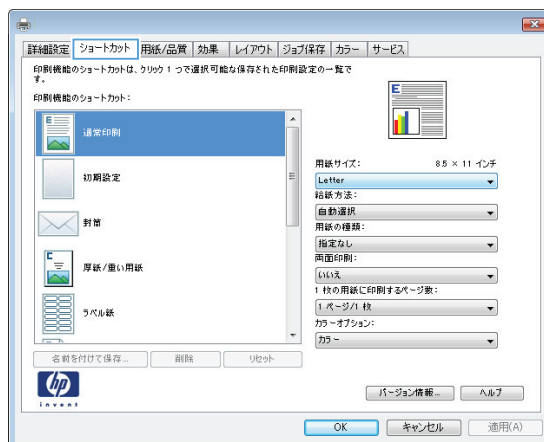 詳細設定 ショートカット 用紙/品質 効果 レイアウト ジョブ保存 カラー サービス
印刷機能のショートカットは、クリック 1 つで選択可能な保存された印刷設定の一覧で
す。
印刷機能のショートカット:
通常印刷
初期設定
封筒
厚紙/重い用紙
ラベル紙
名前を付けて保存... 削除 リセット
E
用紙サイズ: 8.5 × 11 インチ
Letter
給紙方法:
自動選択
用紙の種類:
指定なし
両面印刷:
いいえ
1 枚の用紙に印刷するページ数:
1 ページ/1 枚
カラーオプション:
カラー
hp
invent
バージョン情報... ヘルプ
OK キャンセル 適用(A)